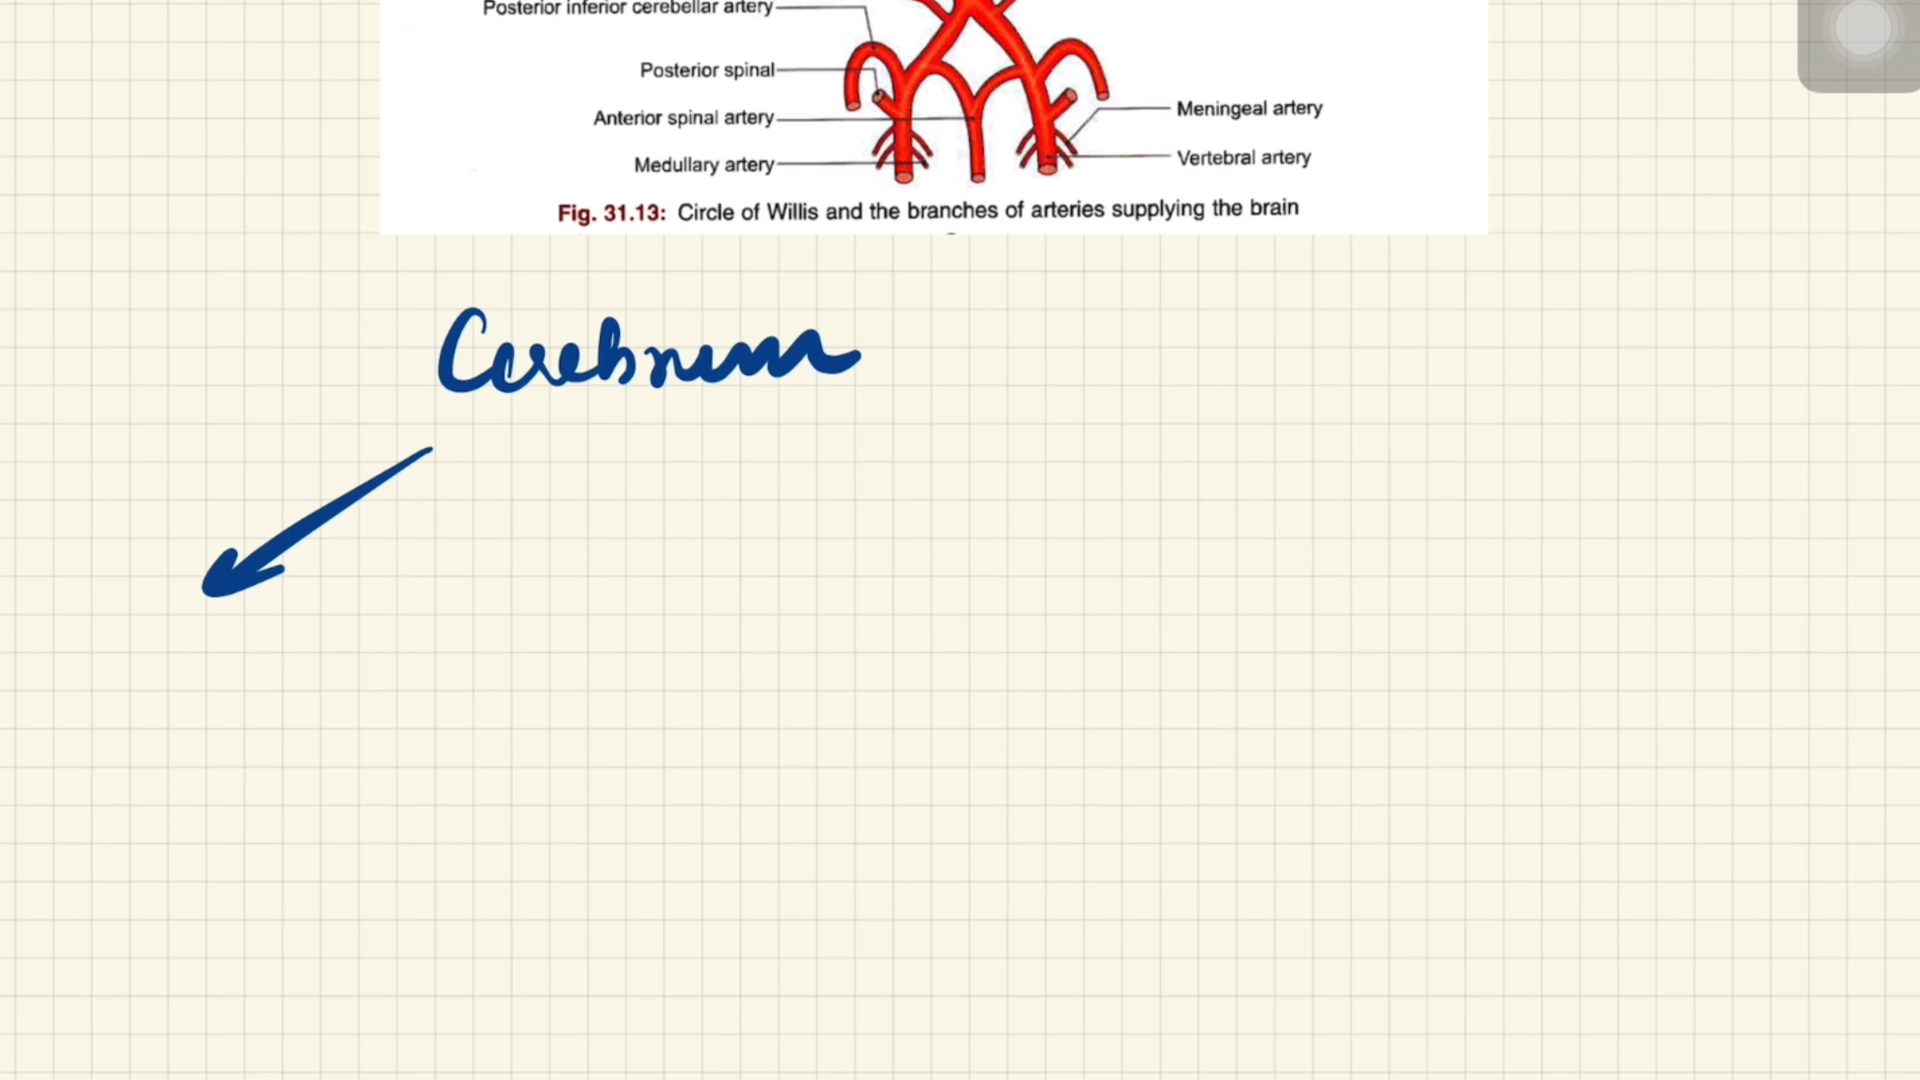 Posterior inferior cerebellar artery
Posterior spinal
Anterior spinal artery
Medullary artery
Meningeal artery
Vertebral artery
Fig. 31.13: Circle of Willis and the branches of arteries supplying the brain
Cerebrum